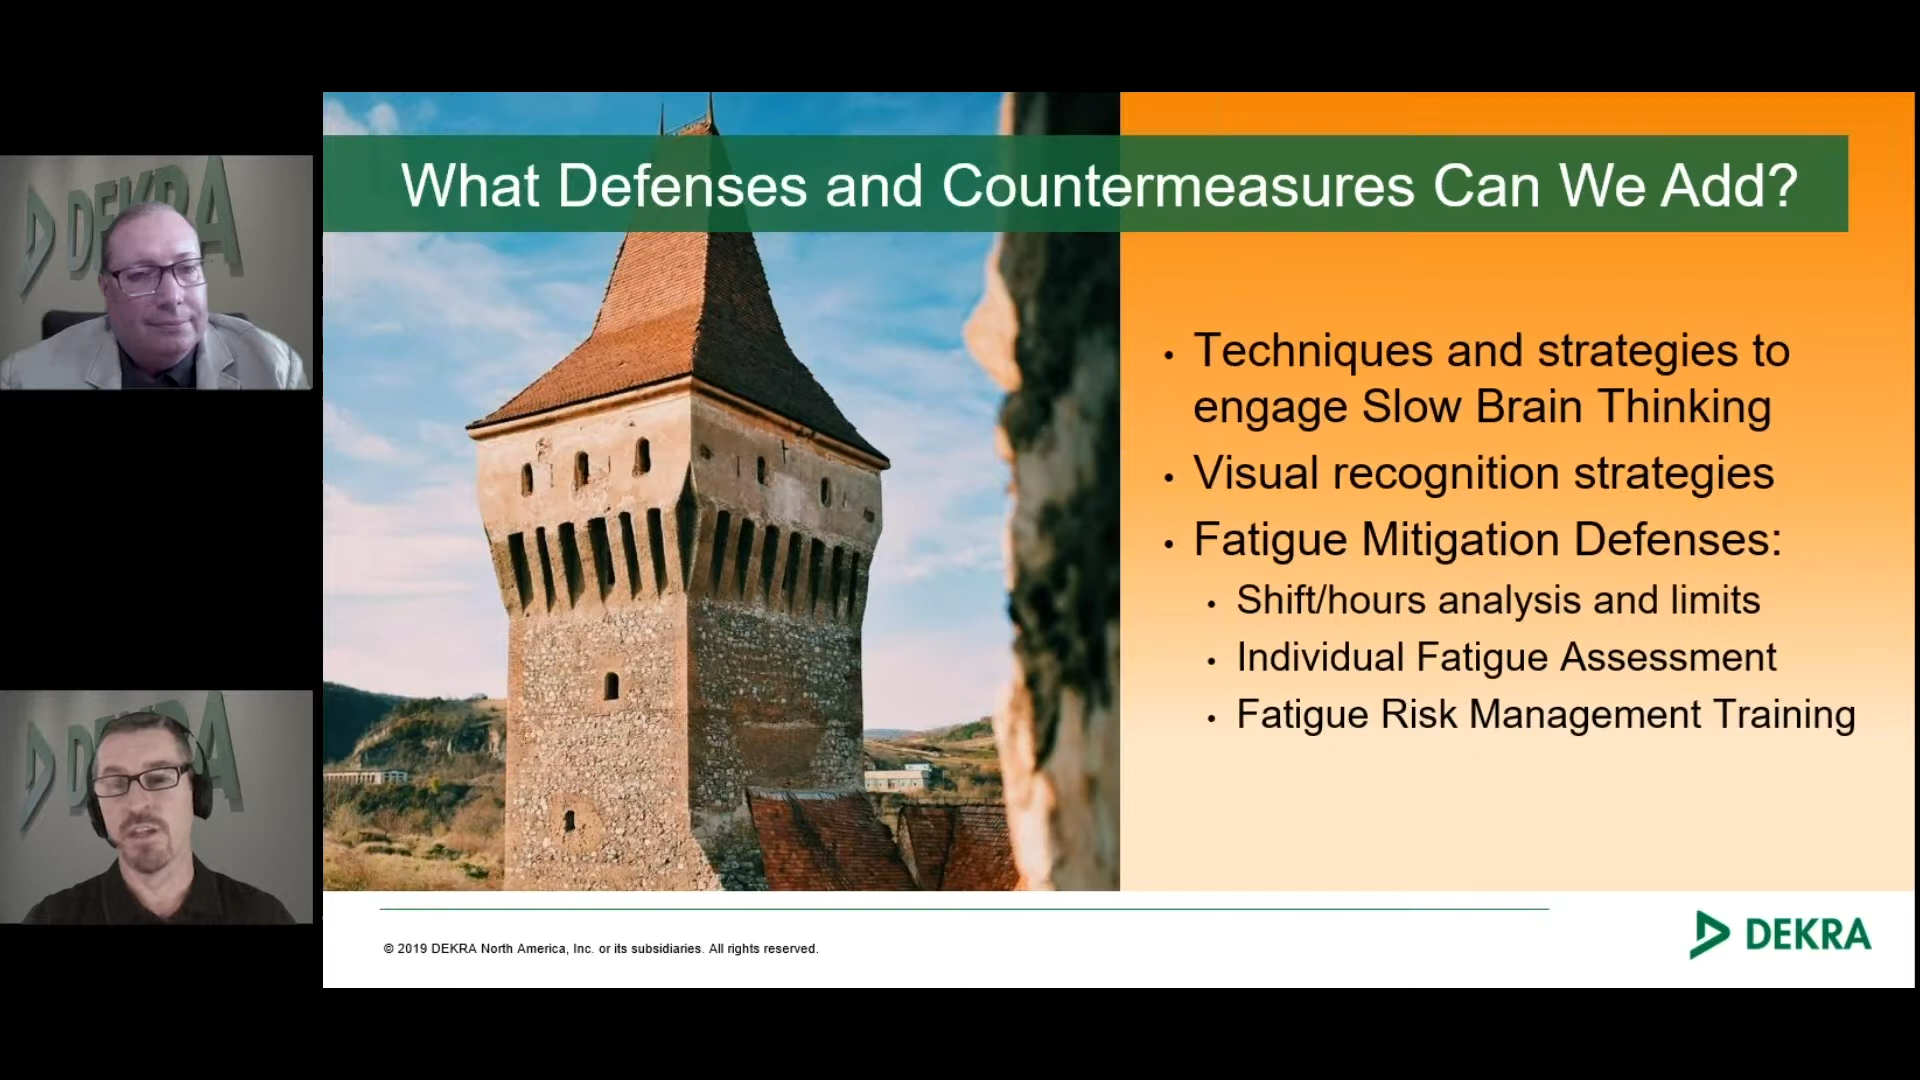 What Defenses and Countermeasures Can We Add?
• Techniques and strategies to
engage Slow Brain Thinking
• Visual recognition strategies
• Fatigue Mitigation Defenses:
• Shift/hours analysis and limits
• Individual Fatigue Assessment
• Fatigue Risk Management Training
© 2019 DEKRA North America, Inc. or its subsidiaries. All rights reserved.
DEKRA
DEKRA